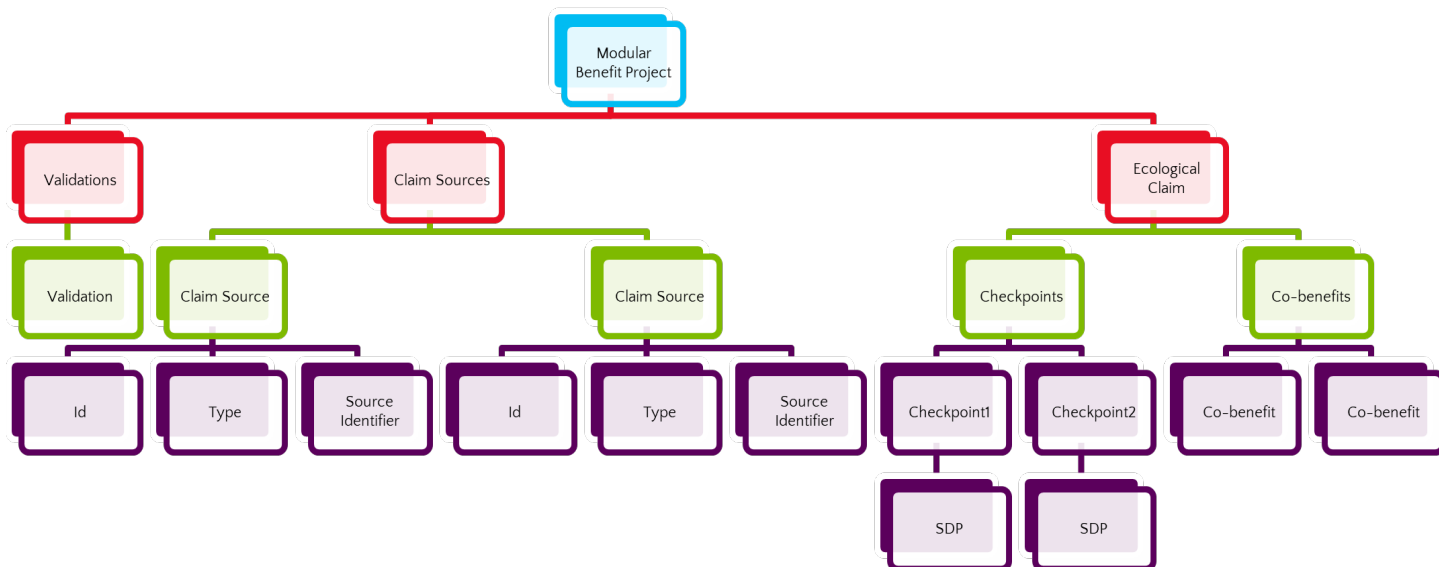 Modular
Benefit Project
Validations
Claim Sources
Ecological
Claim
Validation
Claim Source
Claim Source
Checkpoints
Co-benefits
Id
Type
Source
Identifier
Id
Type
Source
Identifier
Checkpoint1
Checkpoint2
Co-benefit
Co-benefit
SDP
SDP